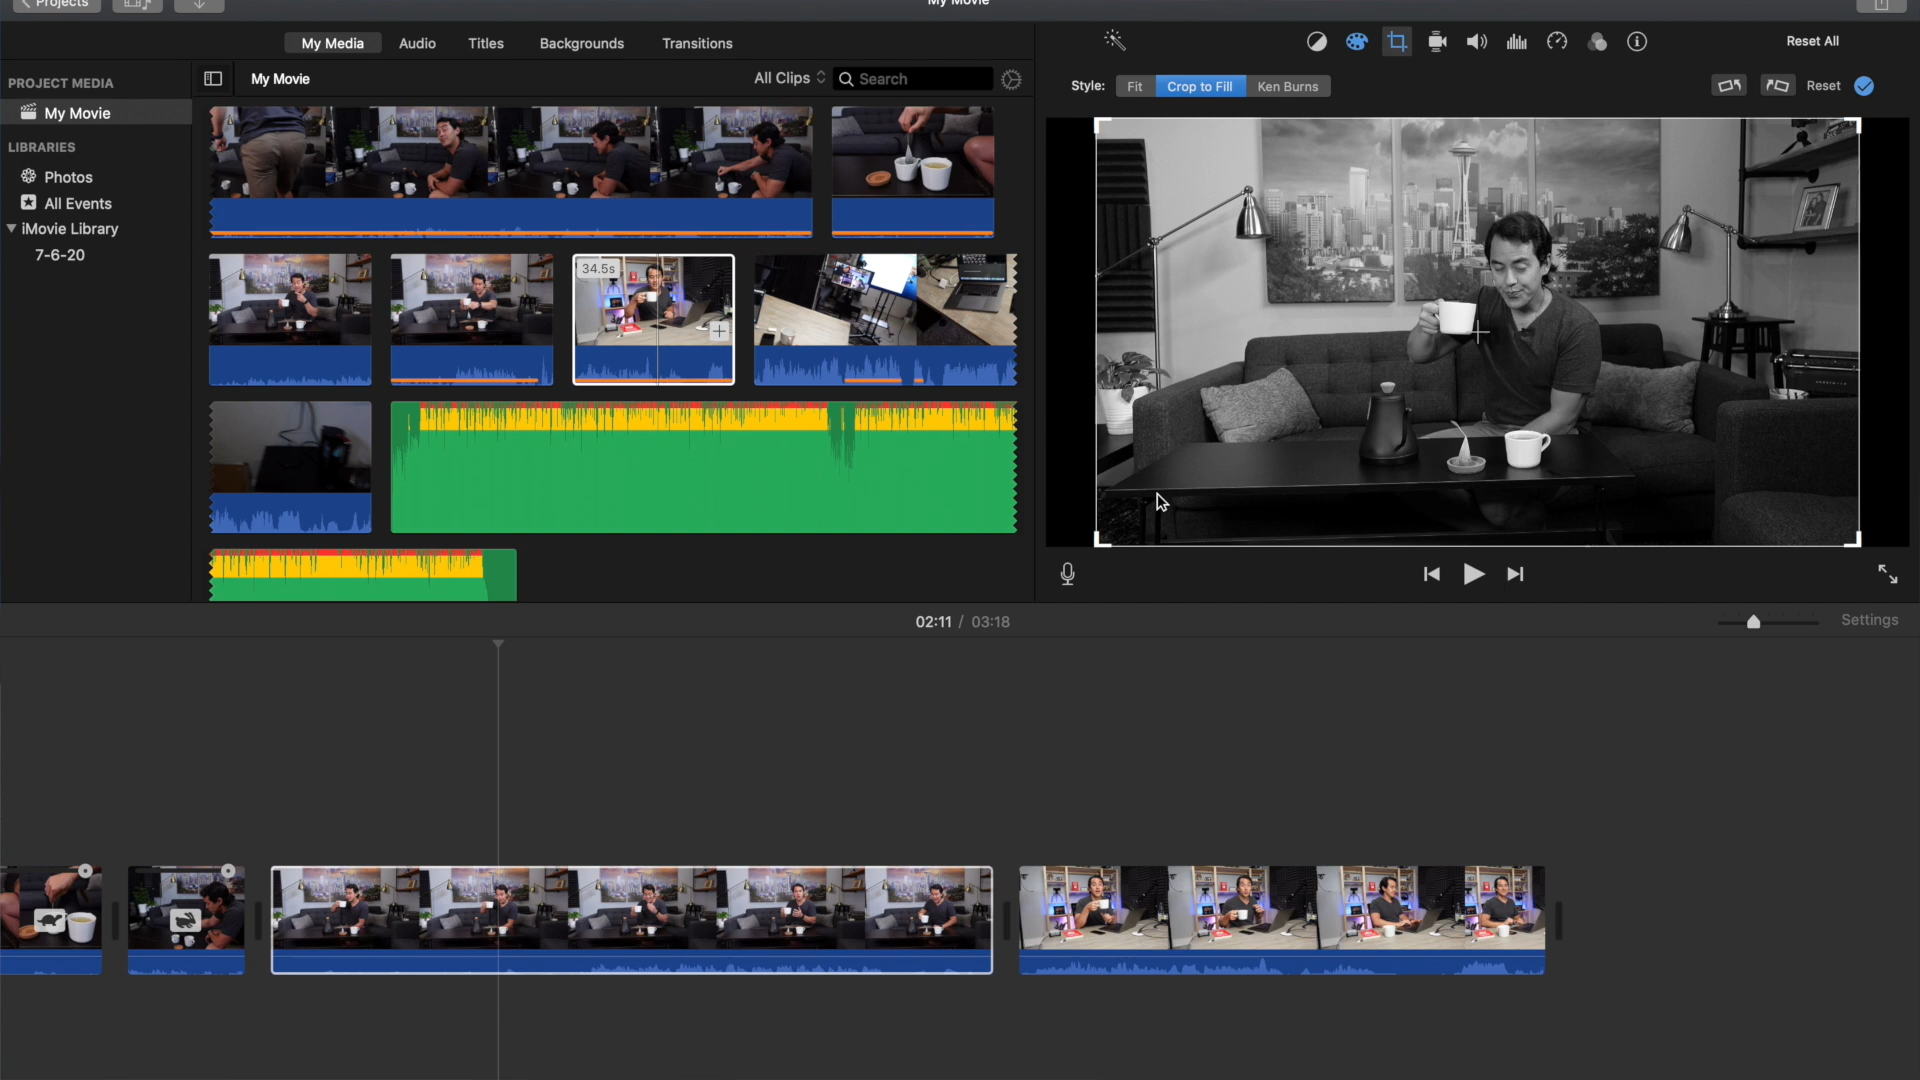 Projects
My Movie
My Media
Audio
Titles
Backgrounds
Transitions
Reset All
PROJECT MEDIA
My Movie
LIBRARIES
Photos
All Events
iMovie Library
7-6-20
My Movie
All Clips
Search
Style:
Fit
Crop to Fill
Ken Burns
Reset
34.5s
02:11 / 03:18
Settings